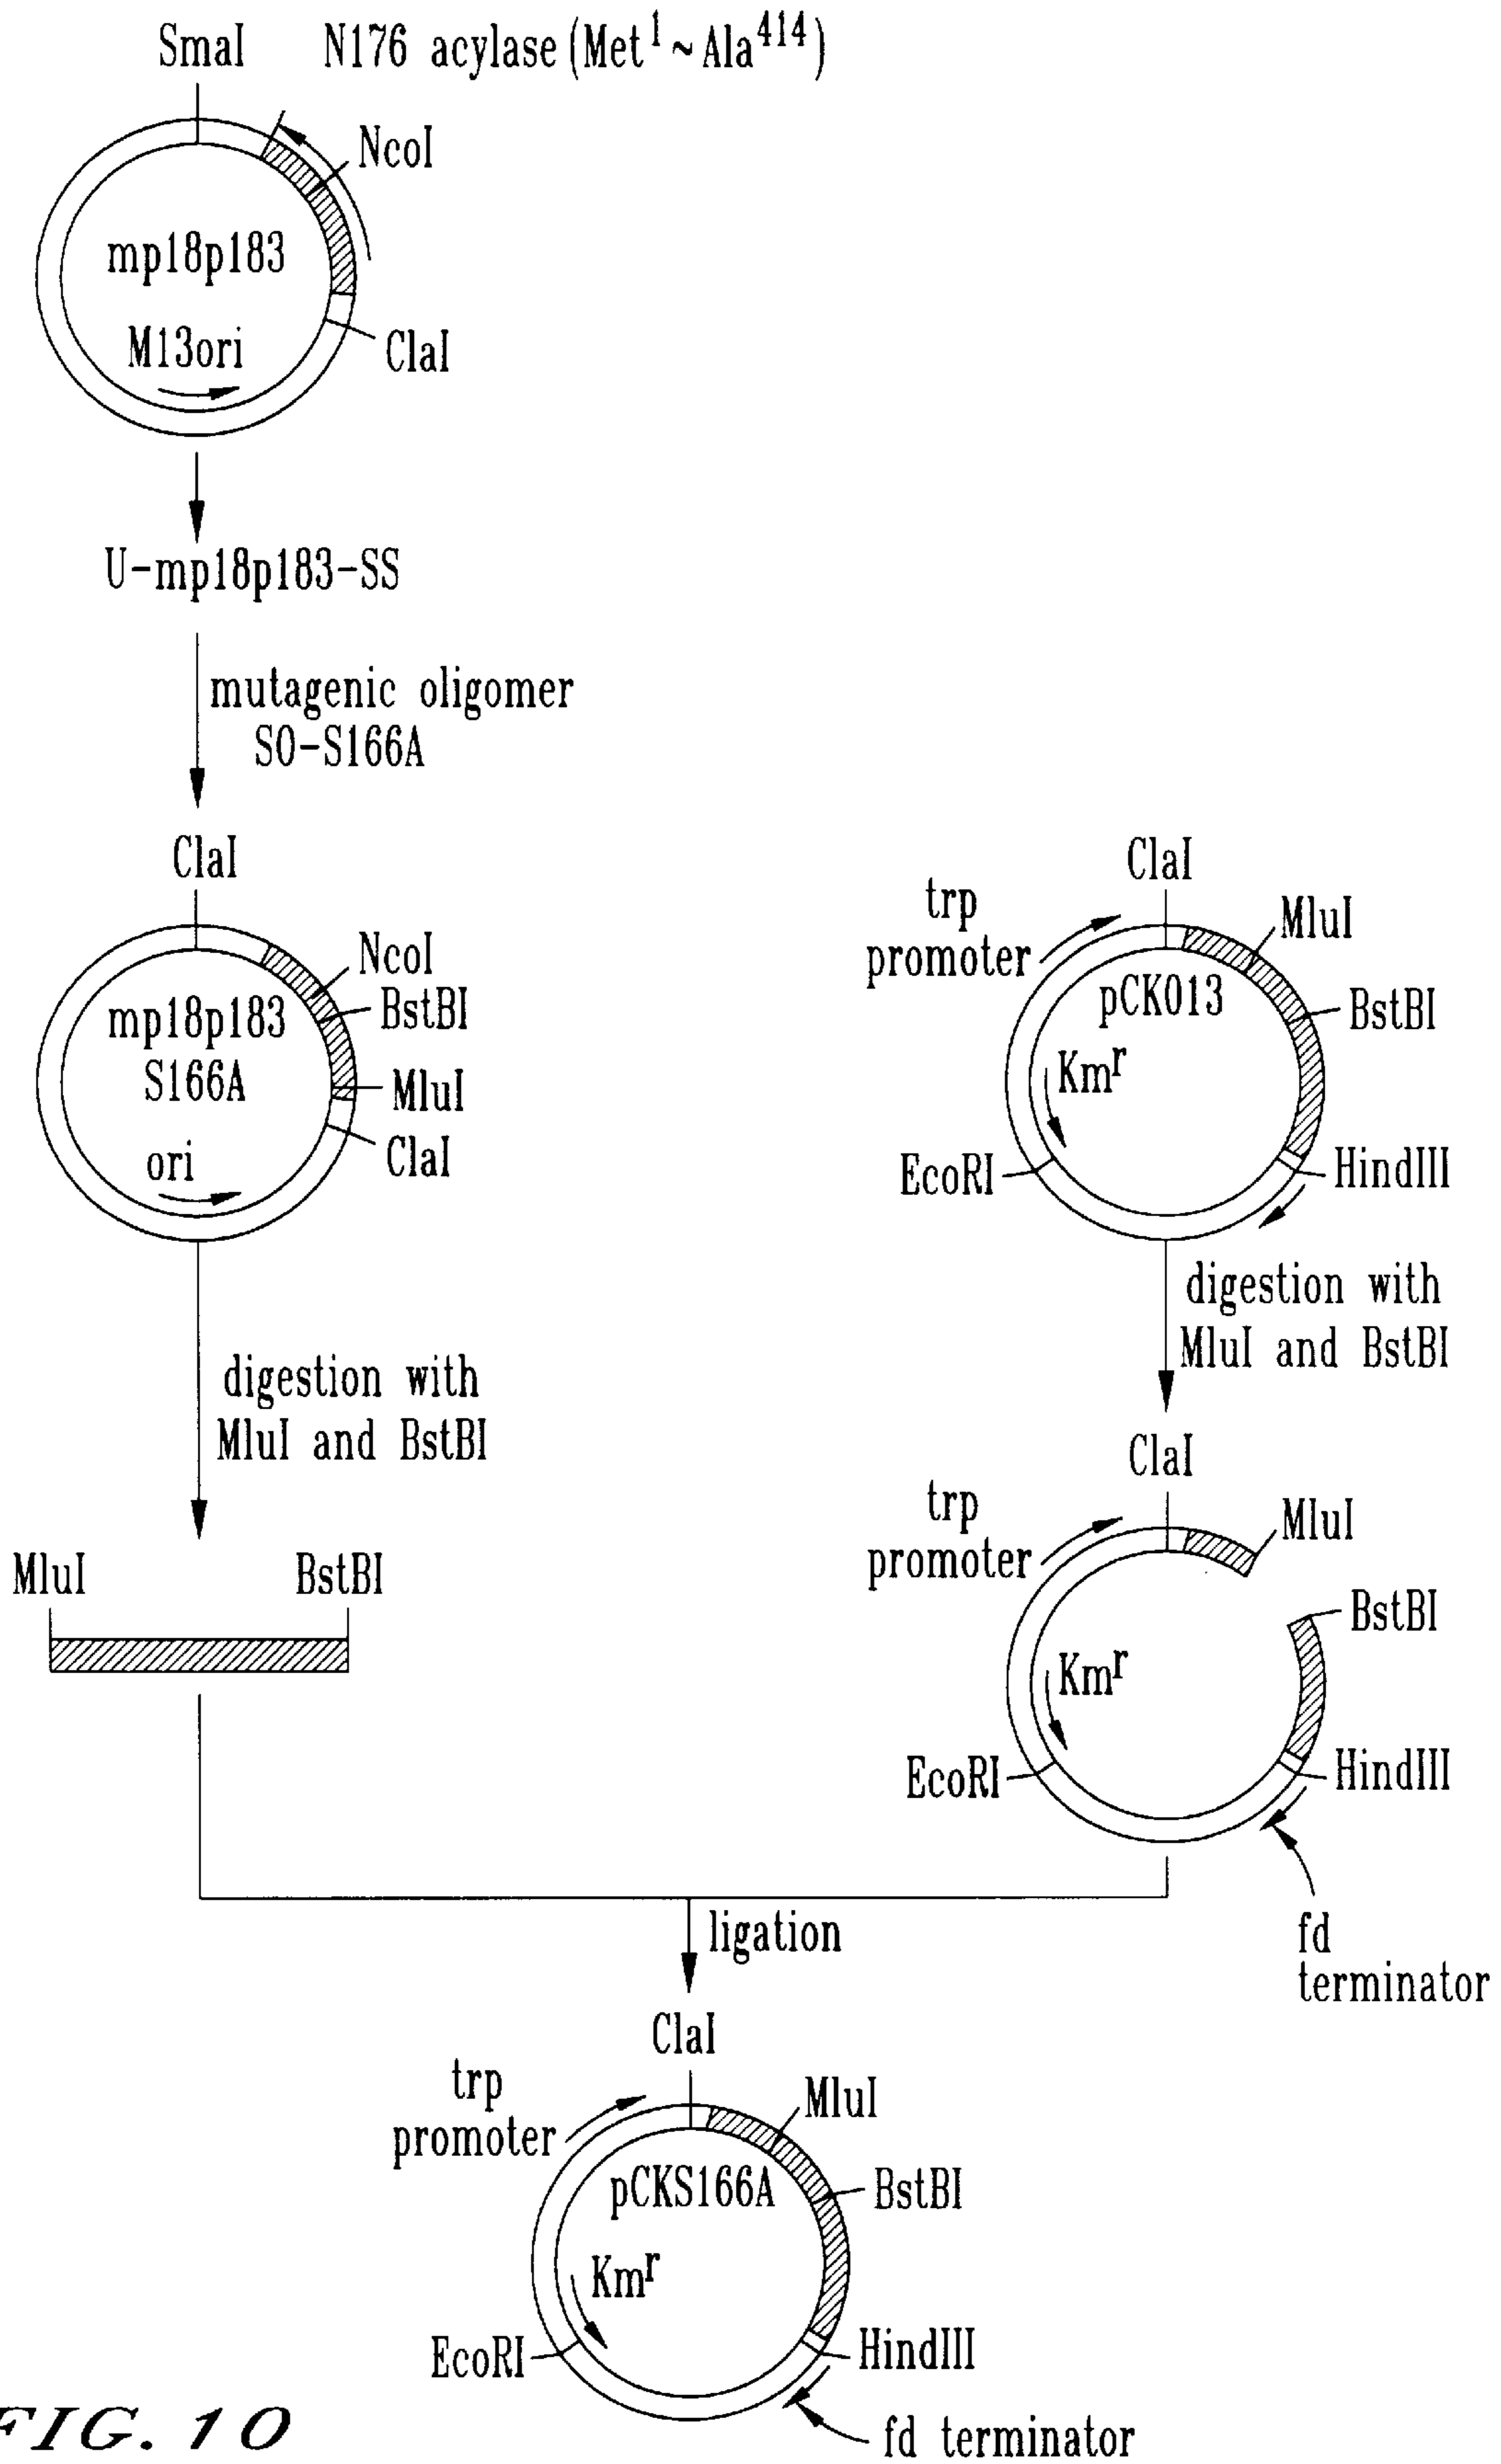 SmaI N176 acylase (Met1 ~ Ala414)
NcoI
mp18p183
M13ori
ClaI
U-mp18p183-SS
mutagenic oligomer
SO-S166A
ClaI
NcoI
BstBI
mp18p183
S166A
MluI
ori
ClaI
digestion with
MluI and BstBI
MluI BstBI
ClaI
trp
promoter
MluI
pCK013
BstBI
Kmr
EcoRI
HindIII
digestion with
MluI and BstBI
ClaI
trp
promoter
MluI
BstBI
Kmr
EcoRI
HindIII
fd
terminator
ligation
ClaI
trp
promoter
MluI
pCKS166A
BstBI
Kmr
EcoRI
HindIII
fd terminator
FIG. 10